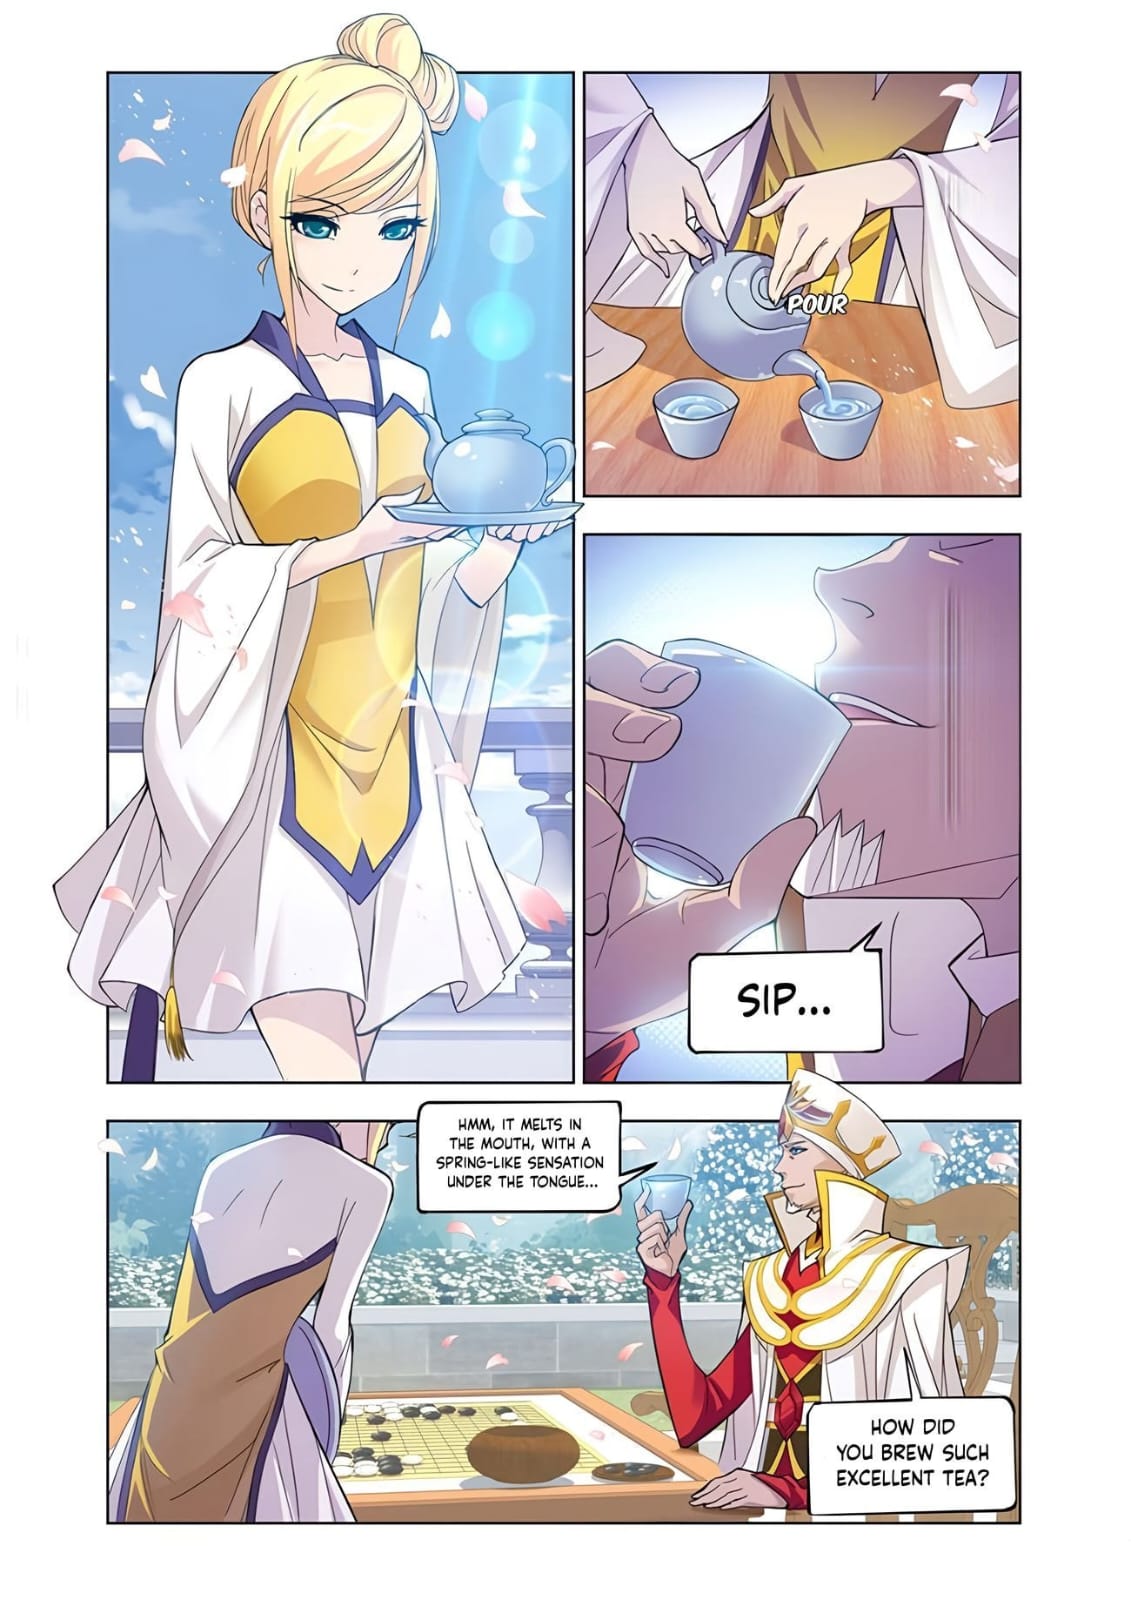 POUR
SIP...
HMM, IT MELTS IN
THE MOUTH, WITH A
SPRING-LIKE SENSATION
UNDER THE TONGUE...
HOW DID
YOU BREW SUCH
EXCELLENT TEA?